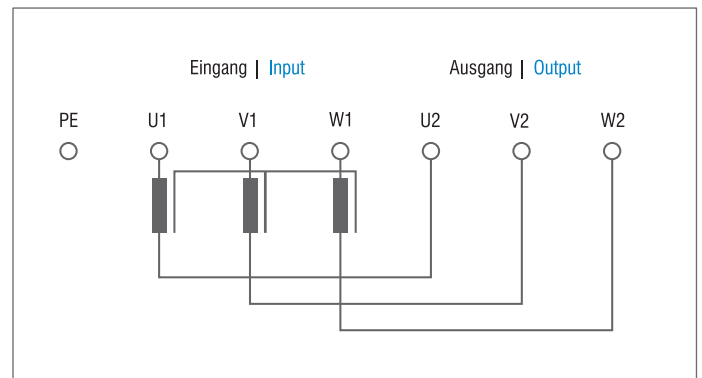 Eingang | Input Ausgang | Output
PE U1 V1 W1 U2 V2 W2